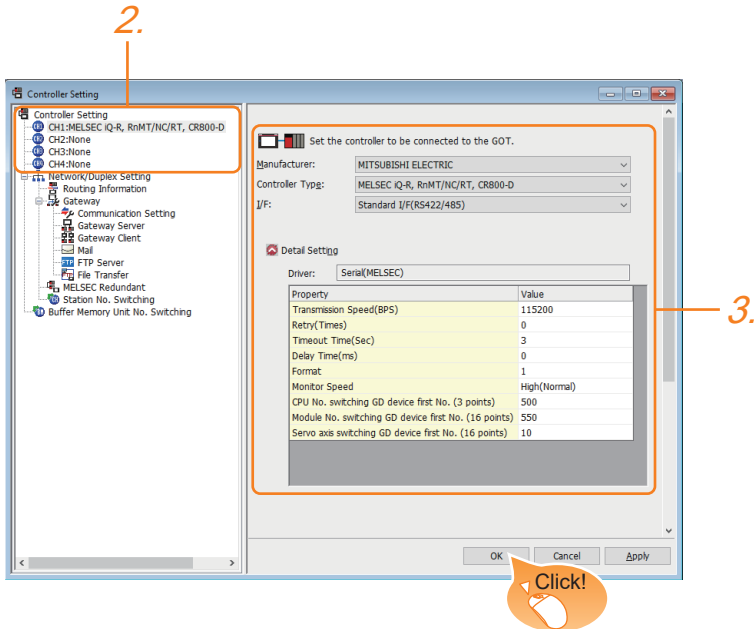 2.
Controller Setting
Controller Setting
CH1:MELSEC iQ-R, RnMT/NC/RT, CR800-D
CH2:None
CH3:None
CH4:None
Network/Duplex Setting
Routing Information
Gateway
Communication Setting
Gateway Server
Gateway Client
Mail
FTP FTP Server
File Transfer
MELSEC Redundant
Station No. Switching
Buffer Memory Unit No. Switching
Set the controller to be connected to the GOT.
Manufacturer: MITSUBISHI ELECTRIC
Controller Type: MELSEC iQ-R, RnMT/NC/RT, CR800-D
I/F: Standard I/F(RS422/485)
Detail Setting
Driver: Serial(MELSEC)
Property Value
Transmission Speed(BPS) 115200
Retry(Times) 0
Timeout Time(Sec) 3
Delay Time(ms) 0
Format 1
Monitor Speed High(Normal)
CPU No. switching GD device first No. (3 points) 500
Module No. switching GD device first No. (16 points) 550
Servo axis switching GD device first No. (16 points) 10
3.
OK Cancel Apply
Click!